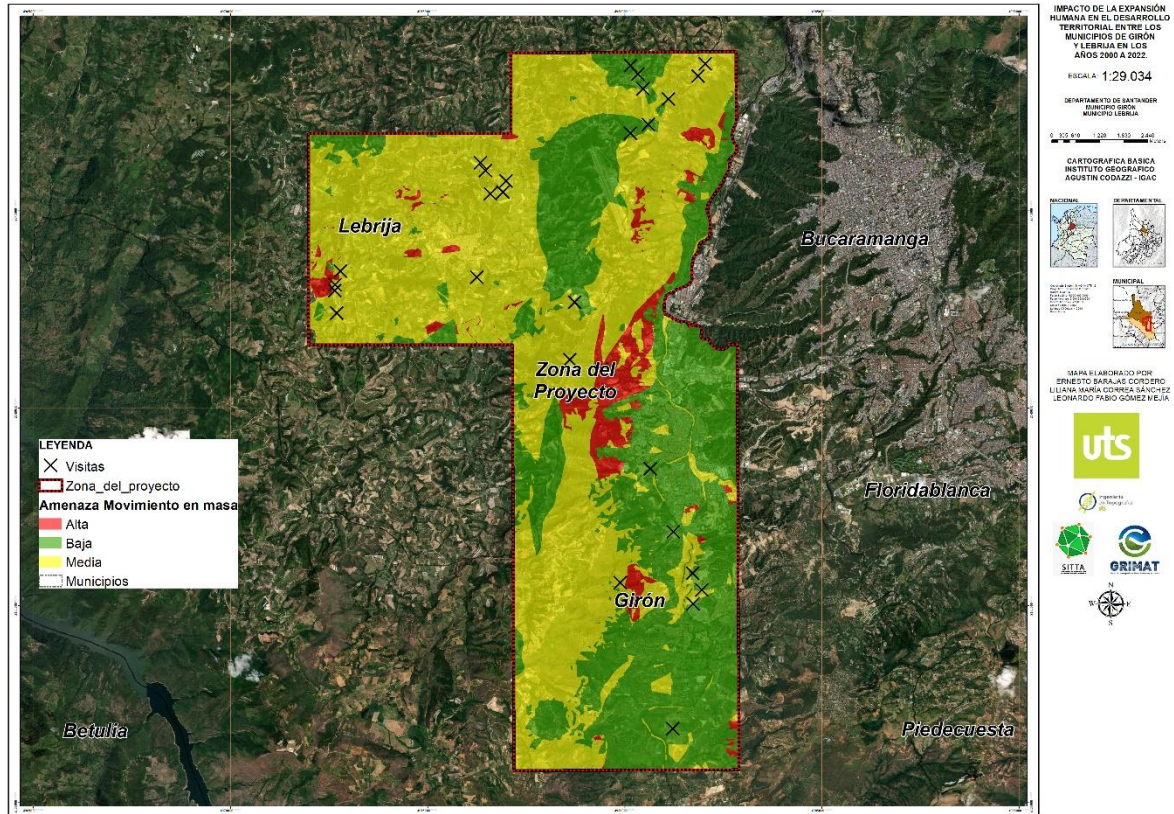 IMPACTO DE LA EXPANSIÓN
HUMANA EN EL DESARROLLO
TERRITORIAL ENTRE LOS
MUNICIPIOS DE GIRÓN
Y LEBRIJA EN LOS
AÑOS 2000 A 2022.
ESCALA: 1:29.034
DEPARTAMENTO DE SANTANDER
MUNICIPIO GIRÓN
MUNICIPIO LEBRIJA
CARTOGRAFICA BASICA
INSTITUTO GEOGRAFICO
AGUSTIN CODAZZI - IGAC
NACIONAL
DEPARTAMENTAL
MUNICIPAL
MAPA ELABORADO POR
ERNESTO BARAJAS CORDERO
LILIANA MARÍA CORREA SÁNCHEZ
LEONARDO FABIO GÓMEZ MEJÍA
uts
SITTA
GRIMAT
N
W E
S
Lebrija
Bucaramanga
Zona del
Proyecto
Floridablanca
Girón
Betulia
Piedecuesta
LEYENDA
Visitas
Zona_del_proyecto
Amenaza Movimiento en masa
Alta
Baja
Media
Municipios